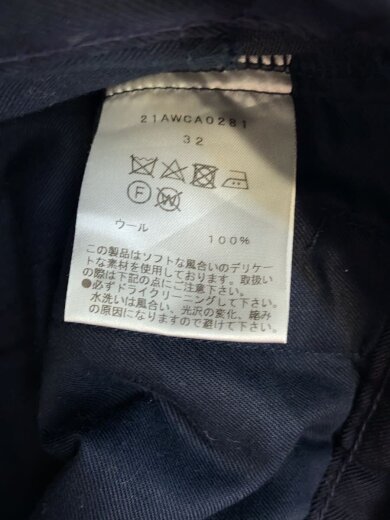 21AWCA0281
32
F W
ウール 100%
この製品はソフトな風合いのデリケー
トな素材を使用しております。取扱い
の際は下記の点にご注意下さい。
●必ずドライクリーニングして下さい。
水洗いは風合い、光沢の変化、縮み
の原因になりますので避けて下さい。